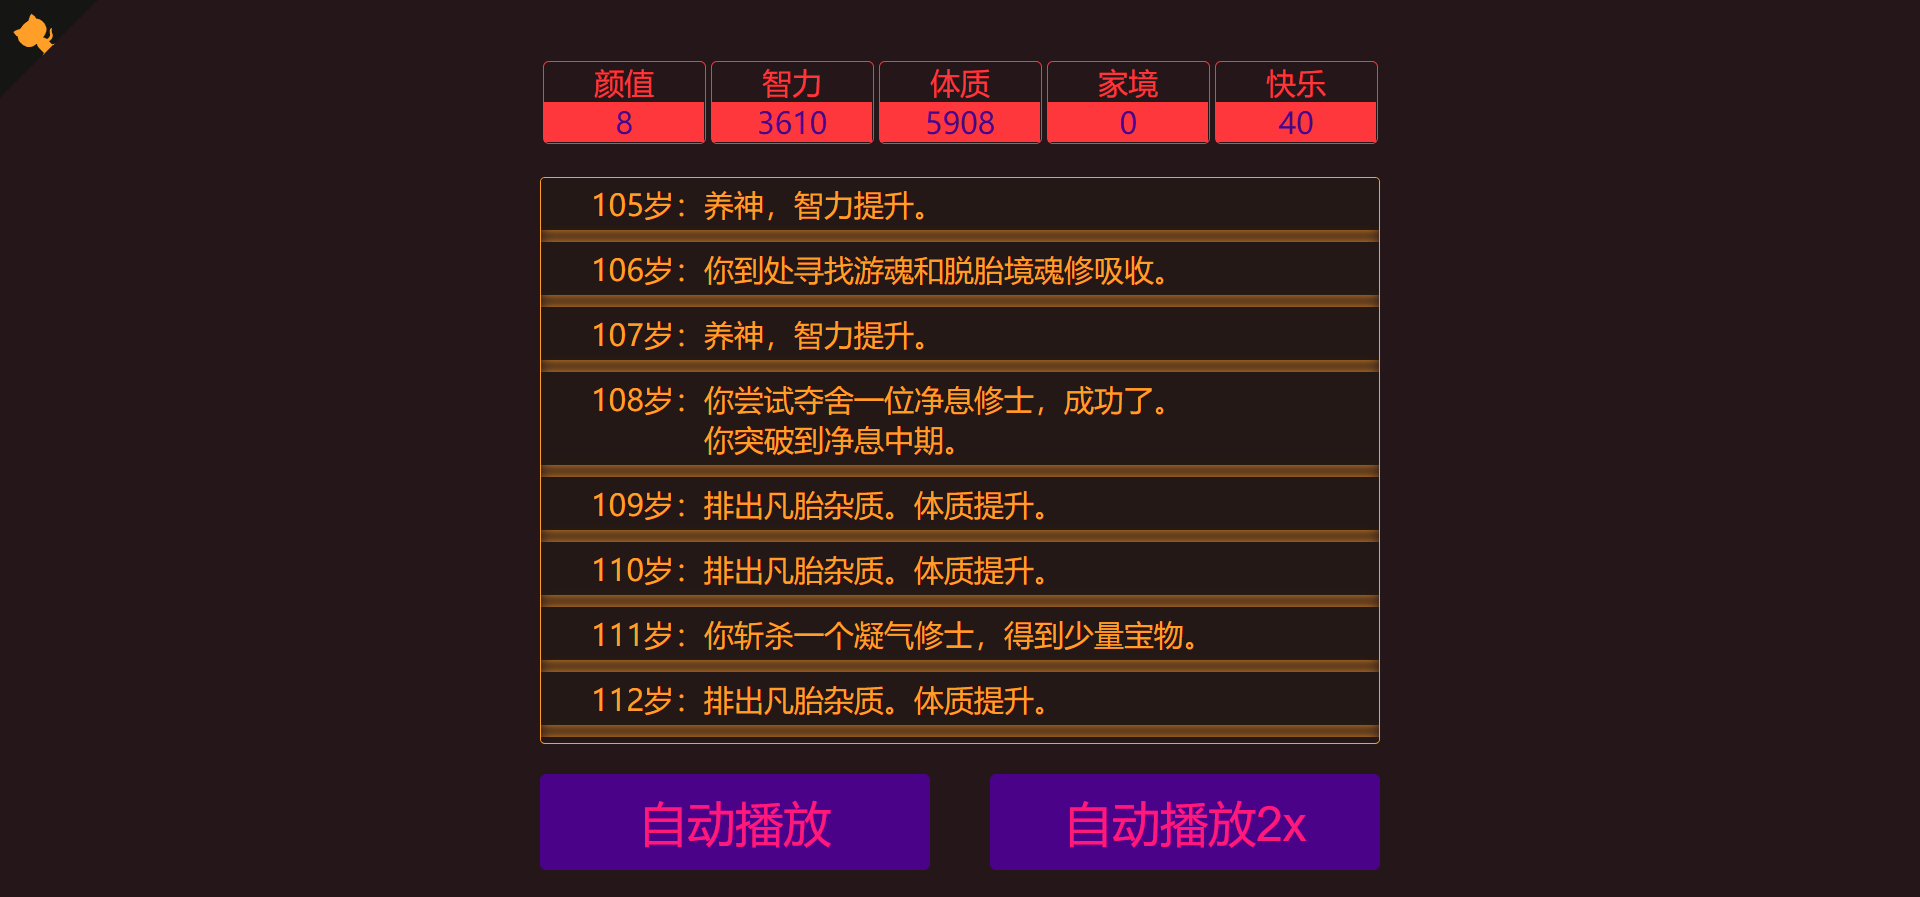 颜值 智力 体质 家境 快乐
8 3610 5908 0 40
105岁：养神，智力提升。
106岁：你到处寻找游魂和脱胎境魂修吸收。
107岁：养神，智力提升。
108岁：你尝试夺舍一位净息修士，成功了。
你突破到净息中期。
109岁：排出凡胎杂质。体质提升。
110岁：排出凡胎杂质。体质提升。
111岁：你斩杀一个凝气修士，得到少量宝物。
112岁：排出凡胎杂质。体质提升。
自动播放 自动播放2x